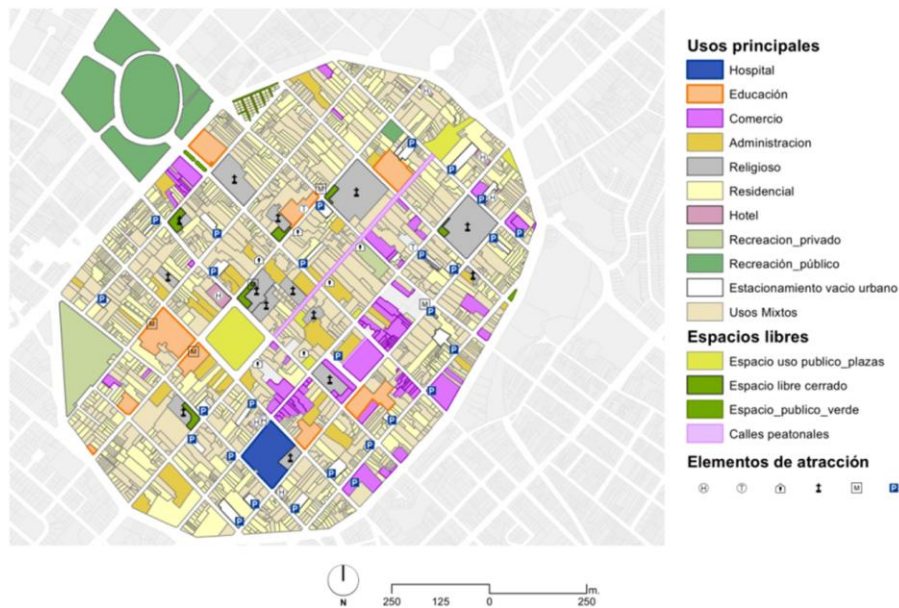 Usos principales
Hospital
Educación
Comercio
Administracion
Religioso
Residencial
Hotel
Recreacion_privado
Recreación_público
Estacionamiento vacio urbano
Usos Mixtos
Espacios libres
Espacio uso publico_plazas
Espacio libre cerrado
Espacio_publico_verde
Calles peatonales
Elementos de atracción
H T M P
N
250 125 0 250 m.